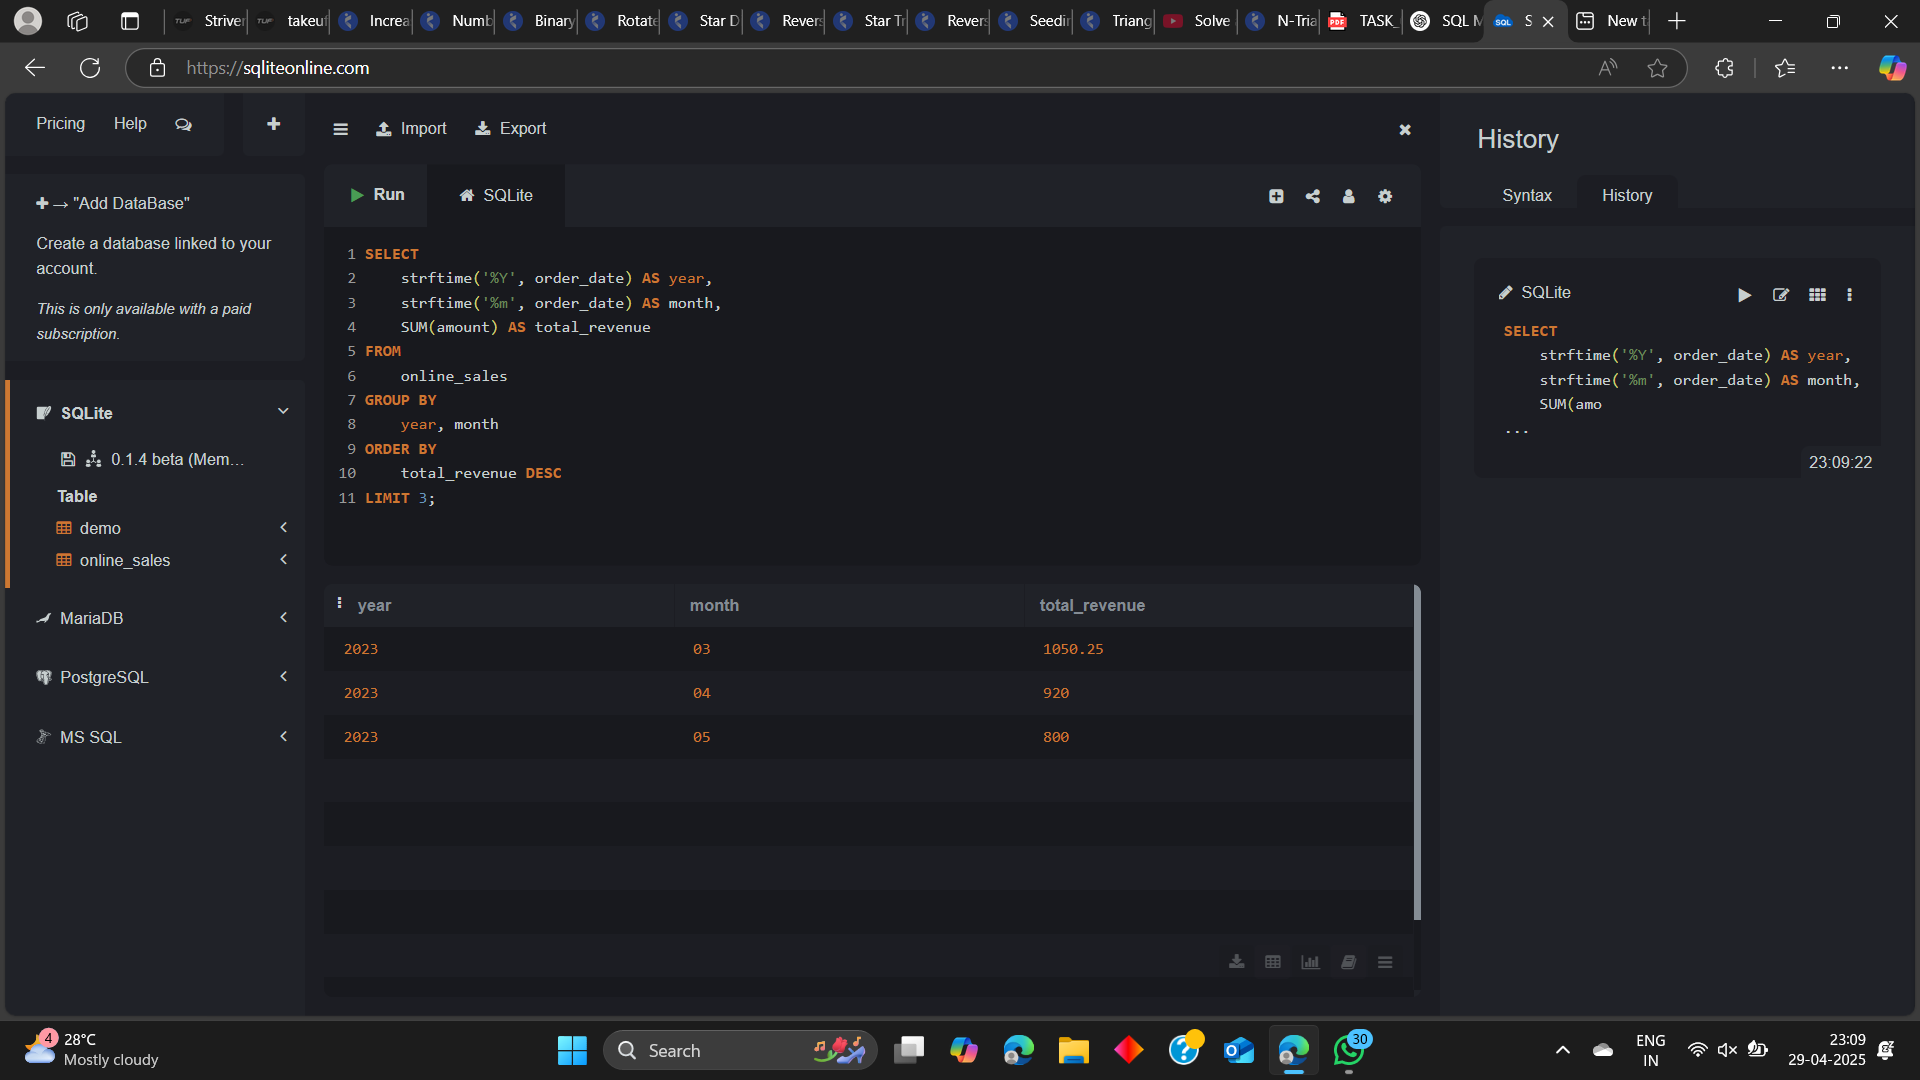 Striver
takeuf
Increa
Numb
Binary
Rotate
Star D
Revers
Star Tr
Revers
Seedin
Triang
Solve
N-Tria
TASK_
SQL M
S
New t
https://sqliteonline.com
Pricing
Help
"Add DataBase"
Create a database linked to your
account.
This is only available with a paid
subscription.
SQLite
0.1.4 beta (Mem...
Table
demo
online_sales
MariaDB
PostgreSQL
MS SQL
Import
Export
Run
SQLite
1 SELECT
2 strftime('%Y', order_date) AS year,
3 strftime('%m', order_date) AS month,
4 SUM(amount) AS total_revenue
5 FROM
6 online_sales
7 GROUP BY
8 year, month
9 ORDER BY
10 total_revenue DESC
11 LIMIT 3;
year month total_revenue
2023 03 1050.25
2023 04 920
2023 05 800
History
Syntax
History
SQLite
SELECT
strftime('%Y', order_date) AS year,
strftime('%m', order_date) AS month,
SUM(amo
...
23:09:22
4
28°C
Mostly cloudy
Search
30
ENG
IN
23:09
29-04-2025